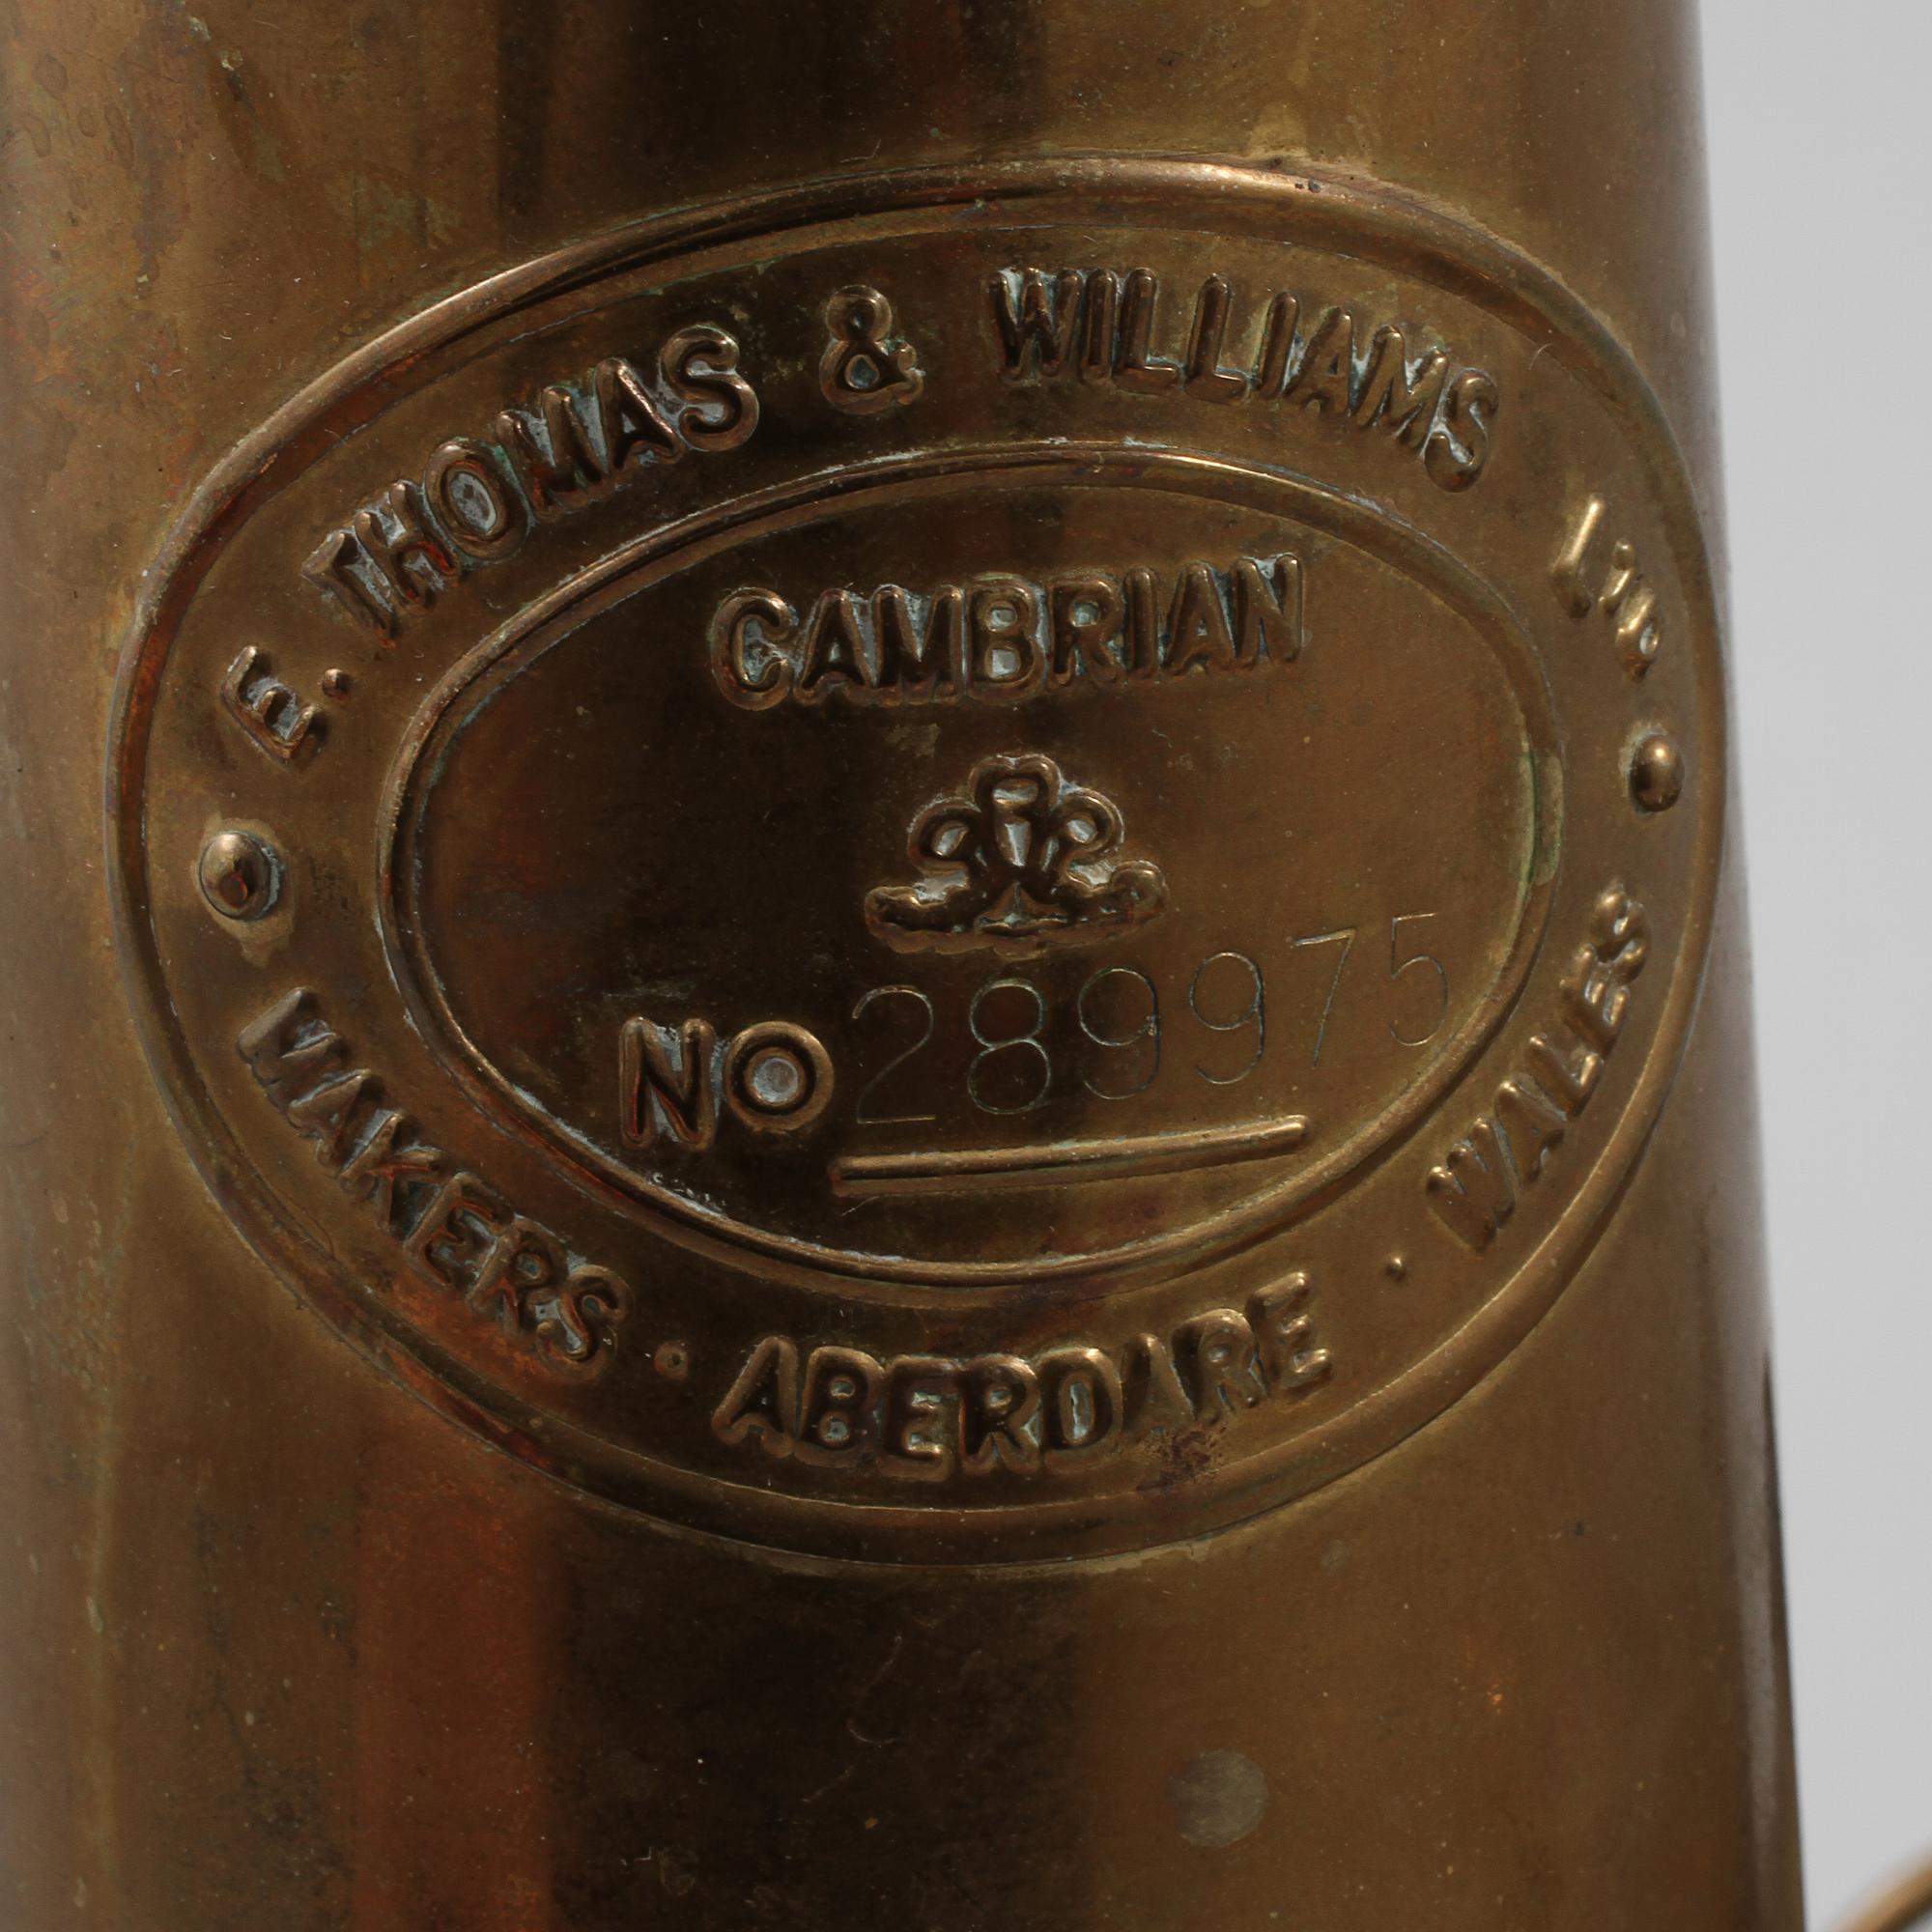 E. THOMAS & WILLIAMS LTD
CAMBRIAN
NO 289975
MAKERS · ABERDARE · WALES